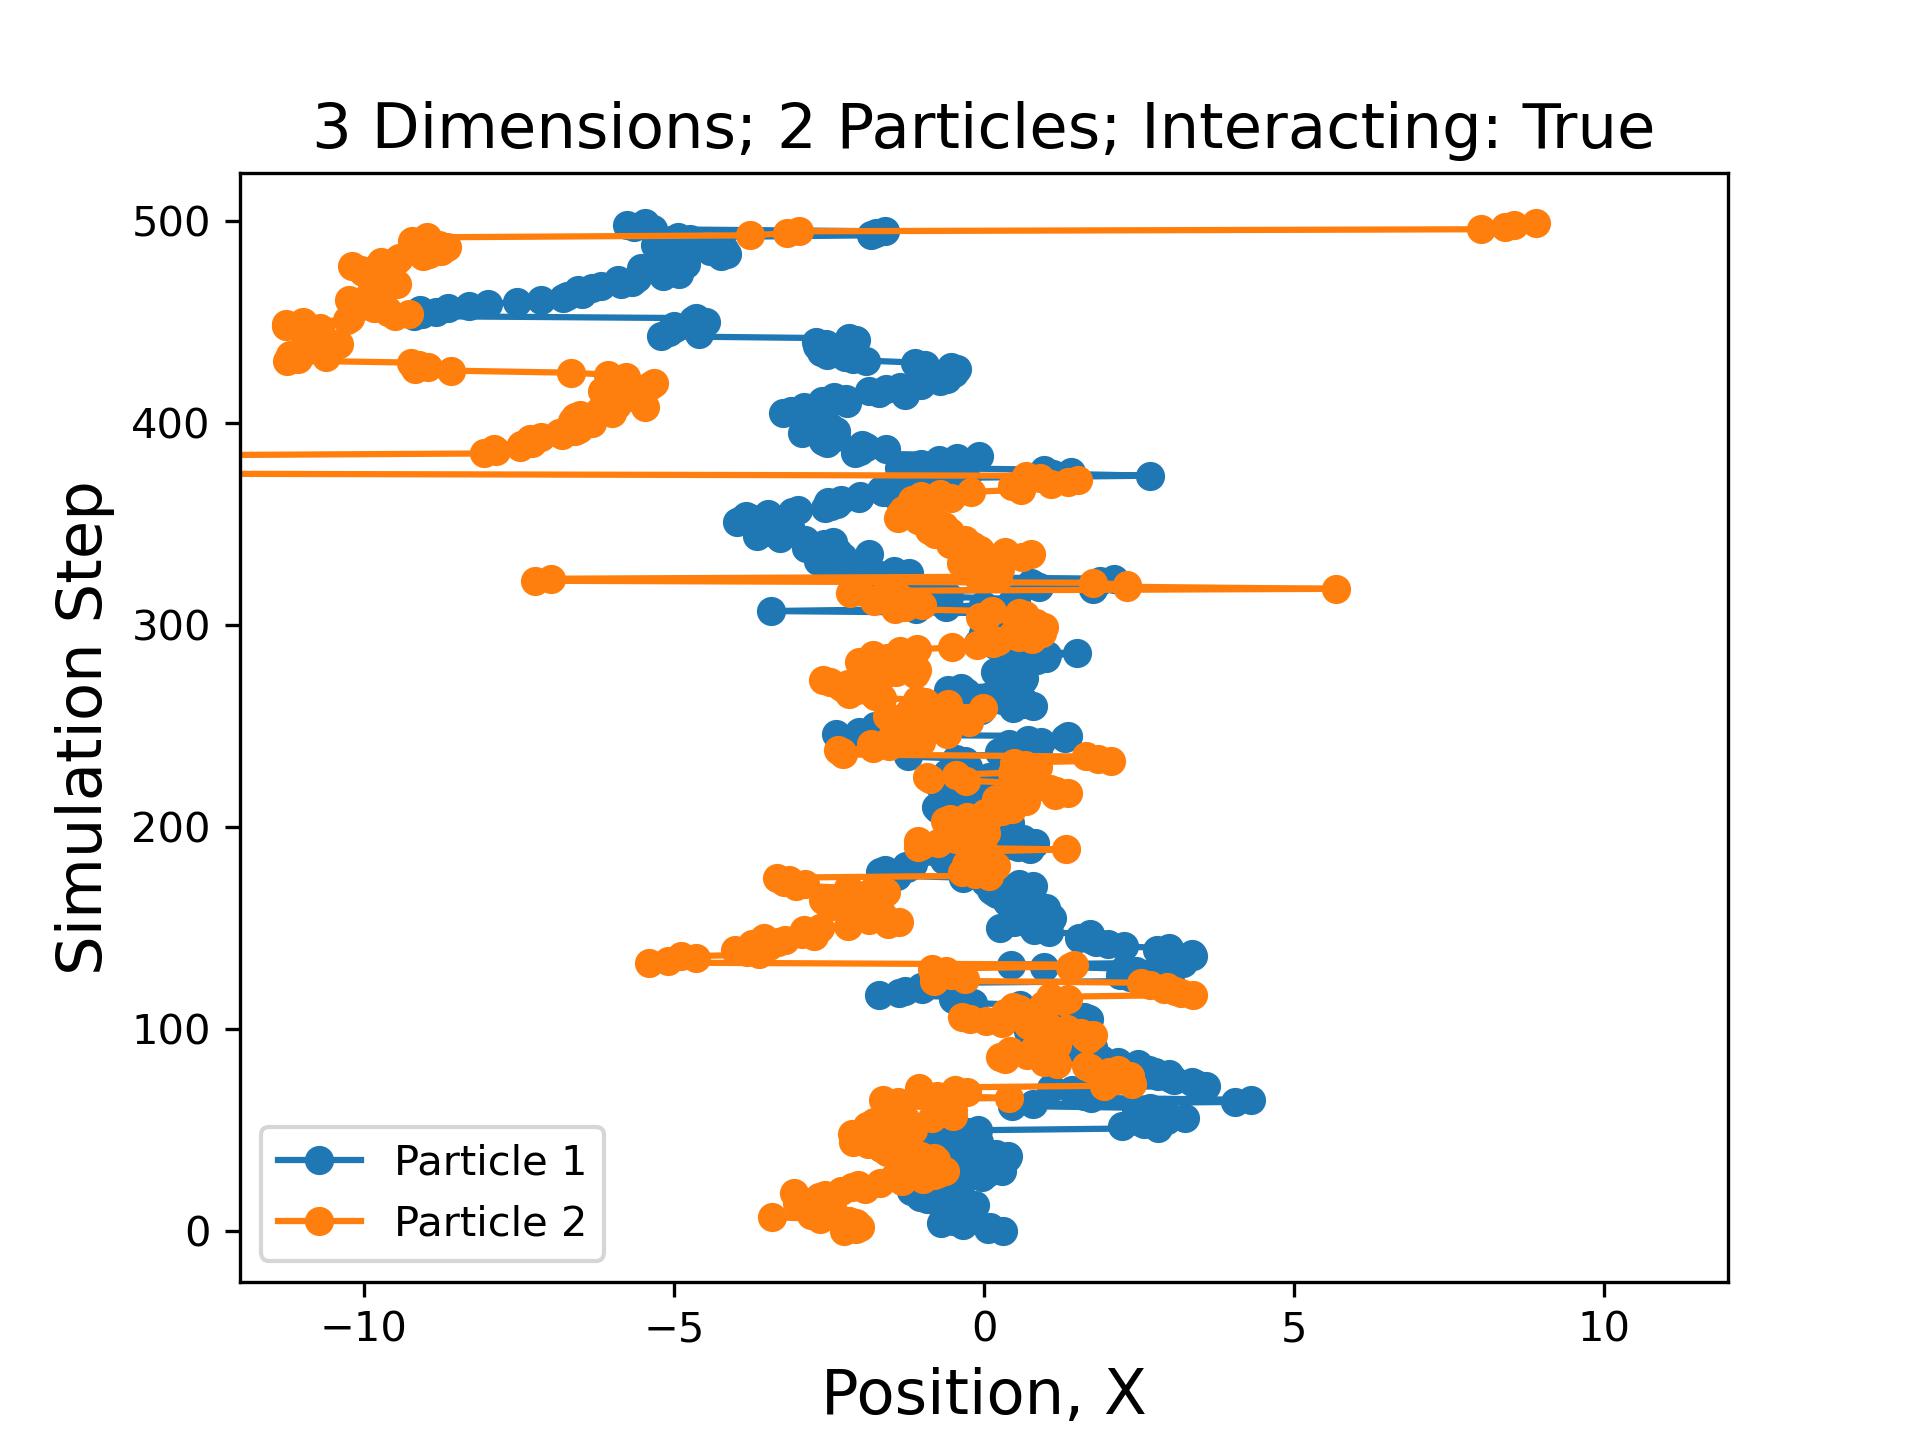 3 Dimensions; 2 Particles; Interacting: True
Simulation Step
500
400
300
200
100
0
Particle 1
Particle 2
−10
−5
0
5
10
Position, X